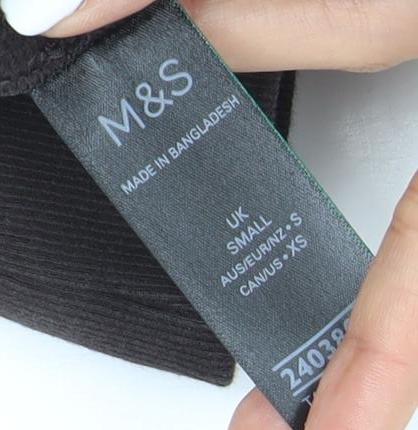 M&S
MADE IN BANGLADESH
UK
SMALL
AUS/EUR/NZ • S
CAN/US • XS